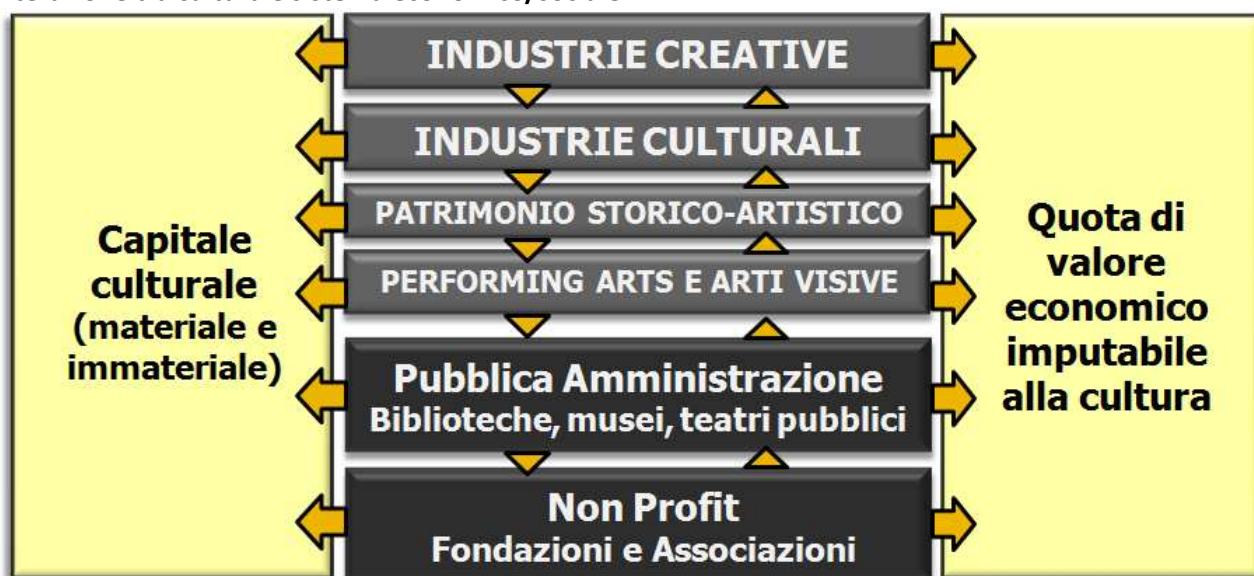 INDUSTRIE CREATIVE
INDUSTRIE CULTURALI
PATRIMONIO STORICO-ARTISTICO
PERFORMING ARTS E ARTI VISIVE
Pubblica Amministrazione
Biblioteche, musei, teatri pubblici
Non Profit
Fondazioni e Associazioni
Capitale
culturale
(materiale e
immateriale)
Quota di
valore
economico
imputabile
alla cultura